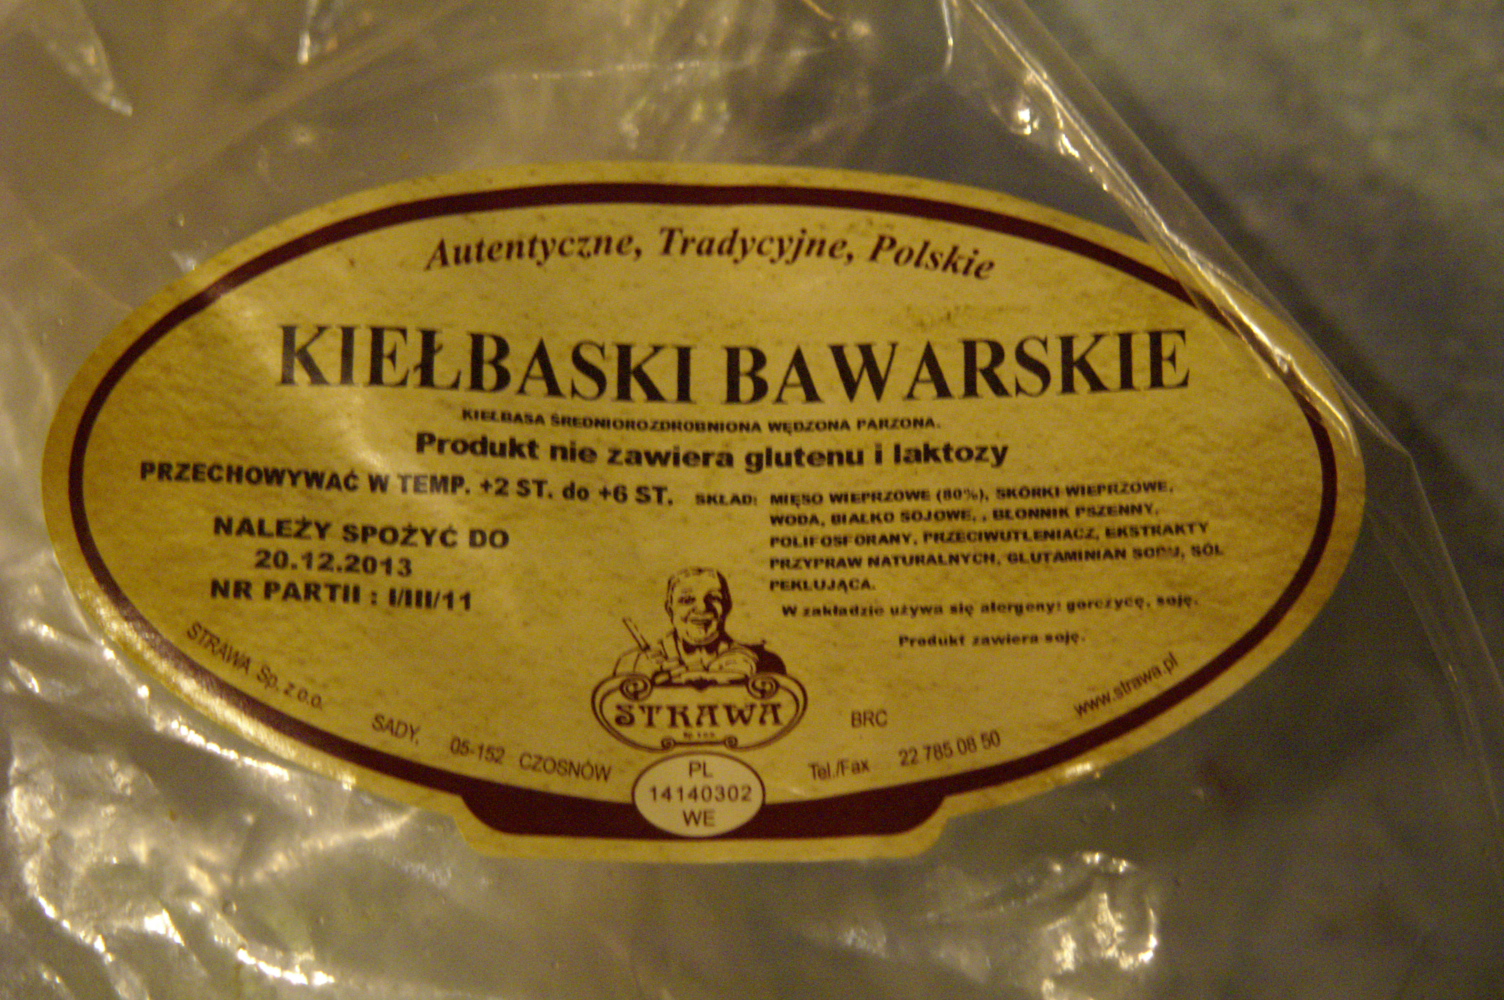 Autentyczne, Tradycyjne, Polskie
KIEŁBASKI BAWARSKIE
KIEŁBASA ŚREDNIOROZDROBNIONA WĘDZONA PARZONA.
Produkt nie zawiera glutenu i laktozy
PRZECHOWYWAĆ W TEMP. +2 ST. do +6 ST.
NALEŻY SPOŻYĆ DO
20.12.2013
NR PARTII : I/III/11
SKŁAD: MIĘSO WIEPRZOWE (80%), SKÓRKI WIEPRZOWE,
WODA, BIAŁKO SOJOWE, , BŁONNIK PSZENNY,
POLIFOSFORANY, PRZECIWUTLENIACZ, EKSTRAKTY
PRZYPRAW NATURALNYCH, GLUTAMINIAN SODU, SÓL
PEKLUJĄCA.
W zakładzie używa się alergeny: gorczycę, soję.
Produkt zawiera soję.
STRAWA Sp. z o.o.
SADY, 05-152 CZOSNÓW
STRAWA
Sp. z o.o.
PL
14140302
WE
BRC
Tel./Fax 22 785 08 50
www.strawa.pl